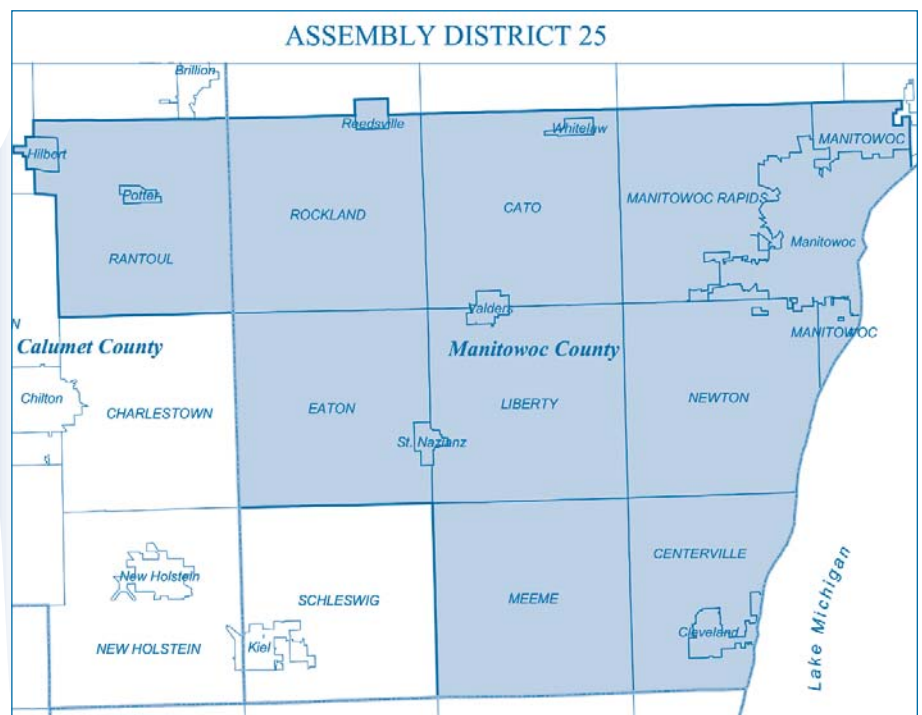 ASSEMBLY DISTRICT 25
Brillion
Reedsville
Whitelaw
MANITOWOC
Hilbert
Potter
ROCKLAND
CATO
MANITOWOC RAPIDS
RANTOUL
Manitowoc
Valders
N
Calumet County
Manitowoc County
MANITOWOC
Chilton
CHARLESTOWN
EATON
LIBERTY
NEWTON
St. Nazianz
CENTERVILLE
New Holstein
SCHLESWIG
MEEME
Cleveland
NEW HOLSTEIN
Kiel
Lake Michigan